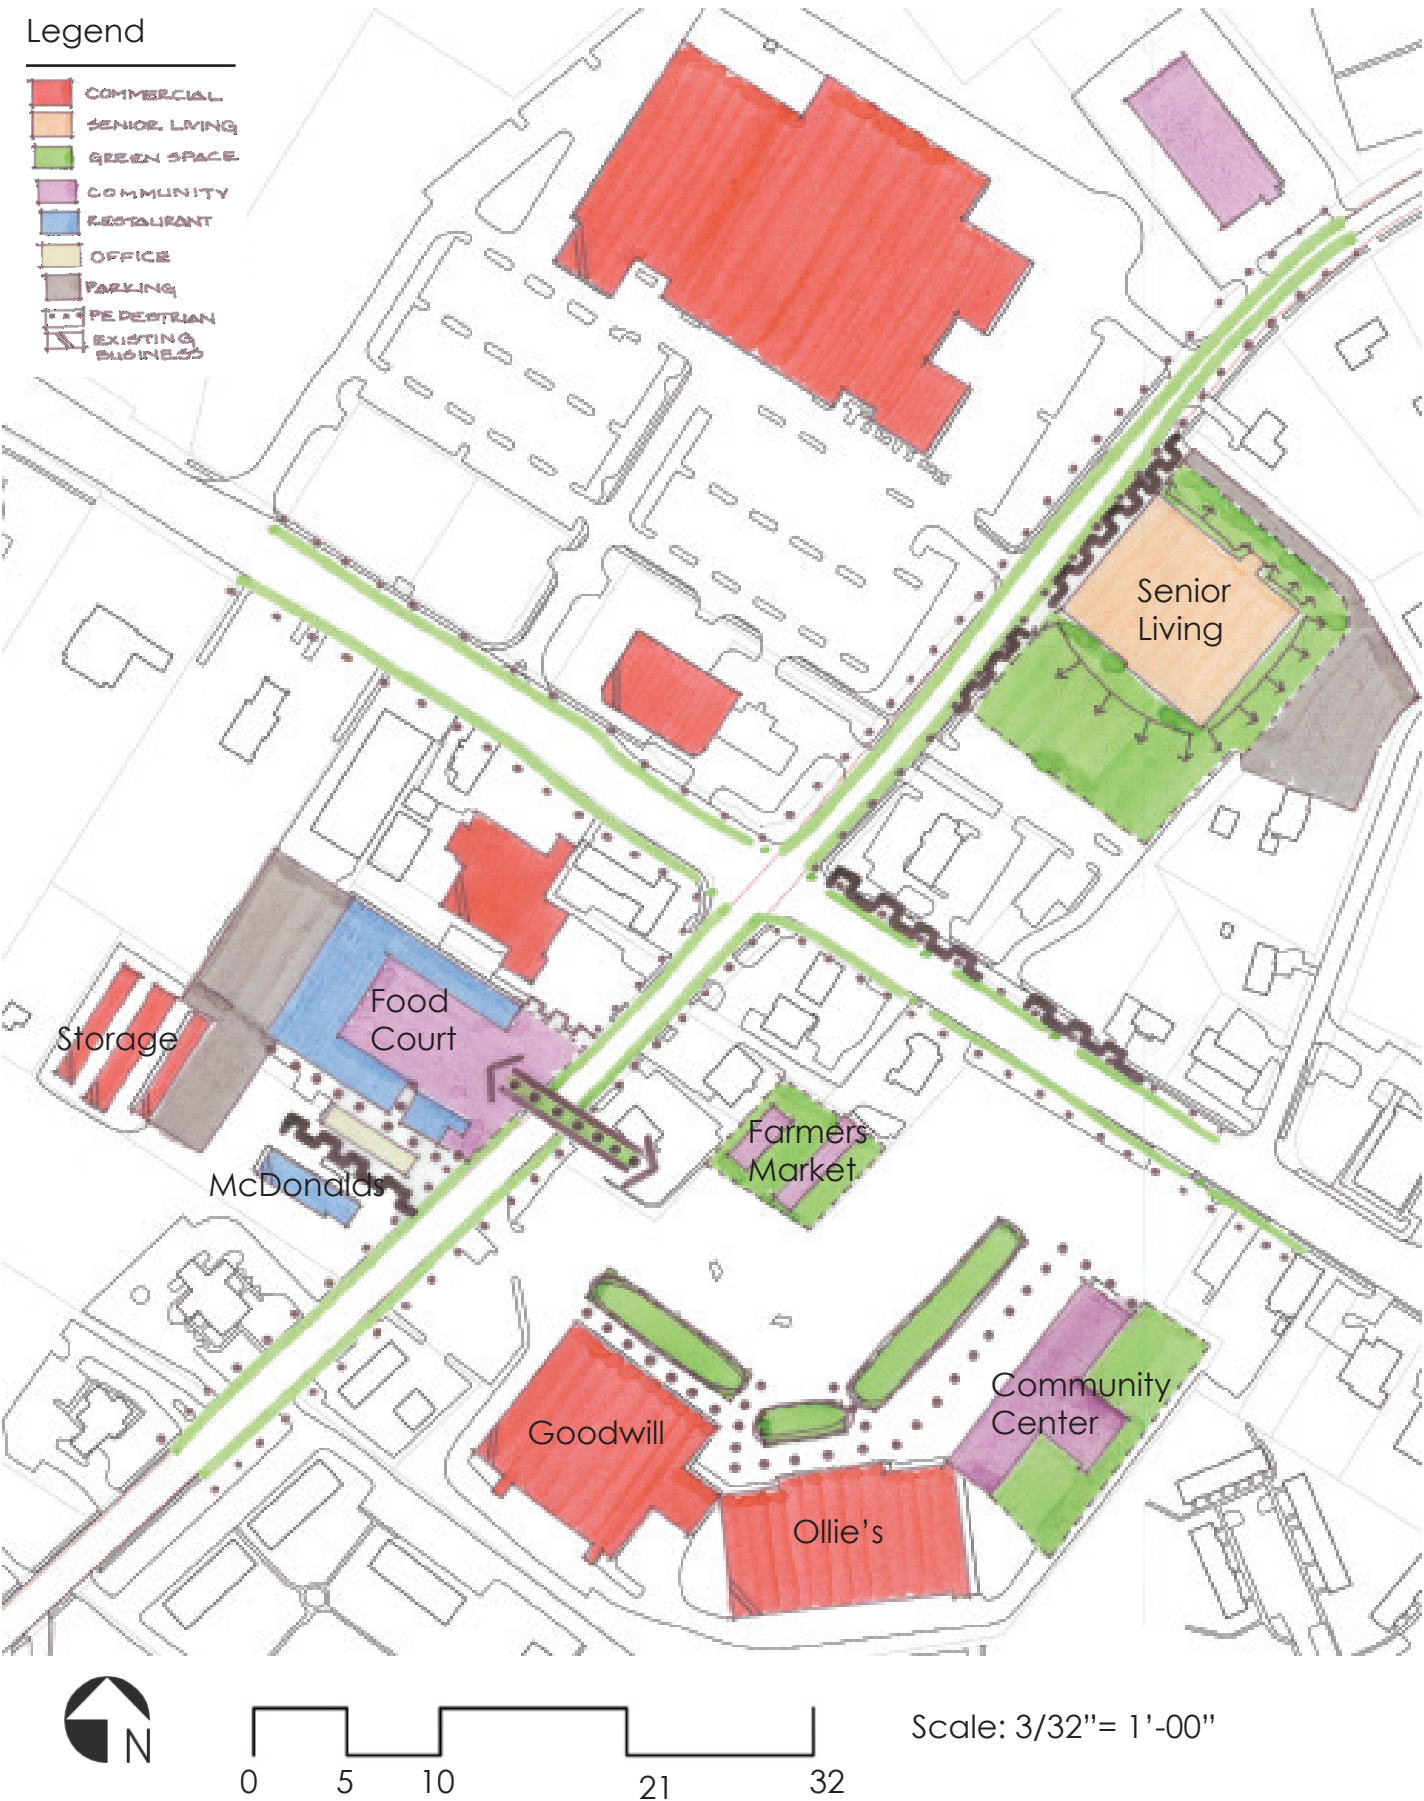 Legend
COMMERCIAL
SENIOR LIVING
GREEN SPACE
COMMUNITY
RESTAURANT
OFFICE
PARKING
PEDESTRIAN
EXISTING
BUSINESS
Senior
Living
Food
Court
Storage
McDonalds
Farmers
Market
Community
Center
Goodwill
Ollie's
N
0 5 10 21 32
Scale: 3/32”= 1’-00”